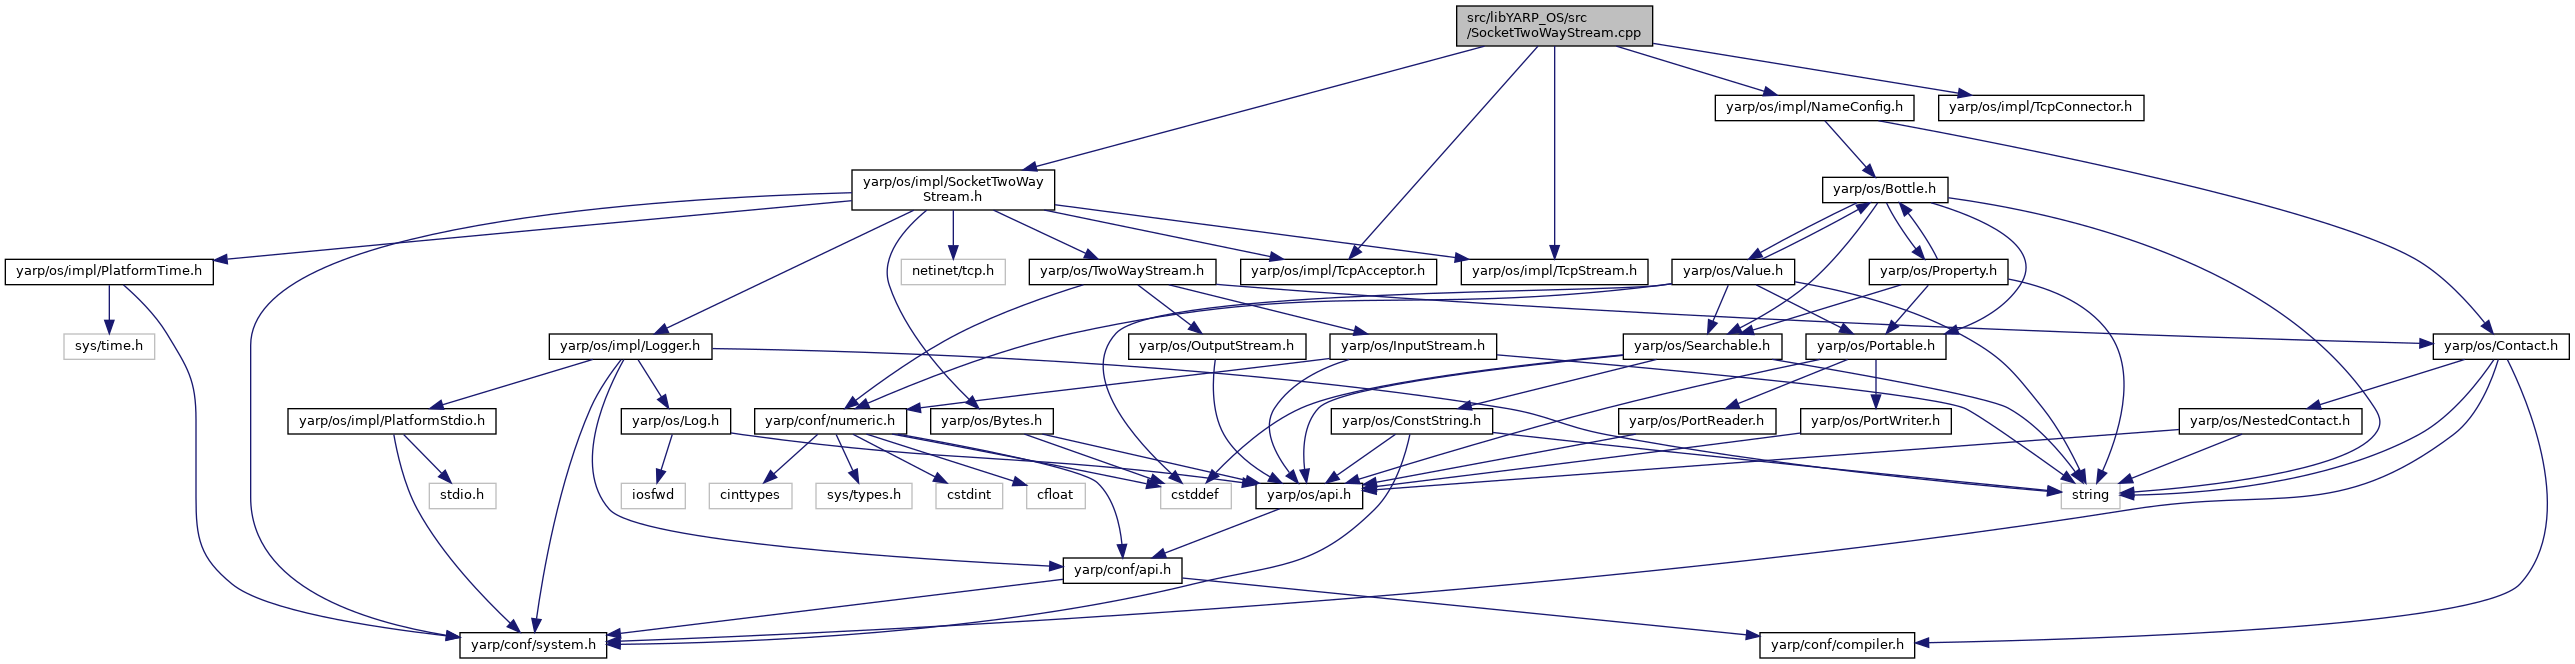 src/libYARP_OS/src
/SocketTwoWayStream.cpp
yarp/os/impl/NameConfig.h
yarp/os/impl/TcpConnector.h
yarp/os/impl/SocketTwoWay
Stream.h
yarp/os/Bottle.h
yarp/os/impl/PlatformTime.h
netinet/tcp.h
yarp/os/TwoWayStream.h
yarp/os/impl/TcpAcceptor.h
yarp/os/impl/TcpStream.h
yarp/os/Value.h
yarp/os/Property.h
sys/time.h
yarp/os/impl/Logger.h
yarp/os/OutputStream.h
yarp/os/InputStream.h
yarp/os/Searchable.h
yarp/os/Portable.h
yarp/os/Contact.h
yarp/os/impl/PlatformStdio.h
yarp/os/Log.h
yarp/conf/numeric.h
yarp/os/Bytes.h
yarp/os/ConstString.h
yarp/os/PortReader.h
yarp/os/PortWriter.h
yarp/os/NestedContact.h
stdio.h
iosfwd
cinttypes
sys/types.h
cstdint
cfloat
cstddef
yarp/os/api.h
string
yarp/conf/api.h
yarp/conf/system.h
yarp/conf/compiler.h